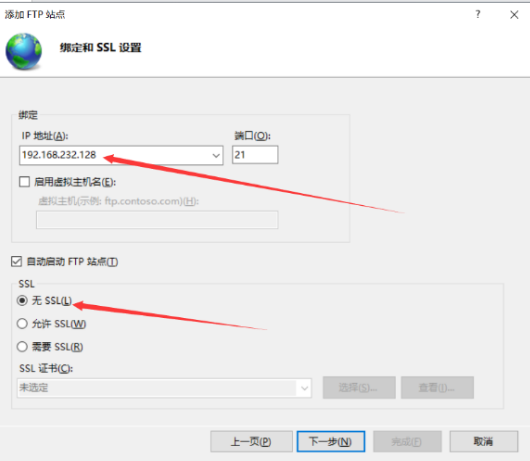 添加 FTP 站点
绑定和 SSL 设置
绑定
IP 地址(A): 端口(O):
192.168.232.128 21
启用虚拟主机名(E):
虚拟主机(示例: ftp.contoso.com)(H):
自动启动 FTP 站点(T)
SSL
无 SSL(L)
允许 SSL(W)
需要 SSL(R)
SSL 证书(C):
未选定 选择(S)... 查看(I)...
上一页(P) 下一步(N) 完成(F) 取消